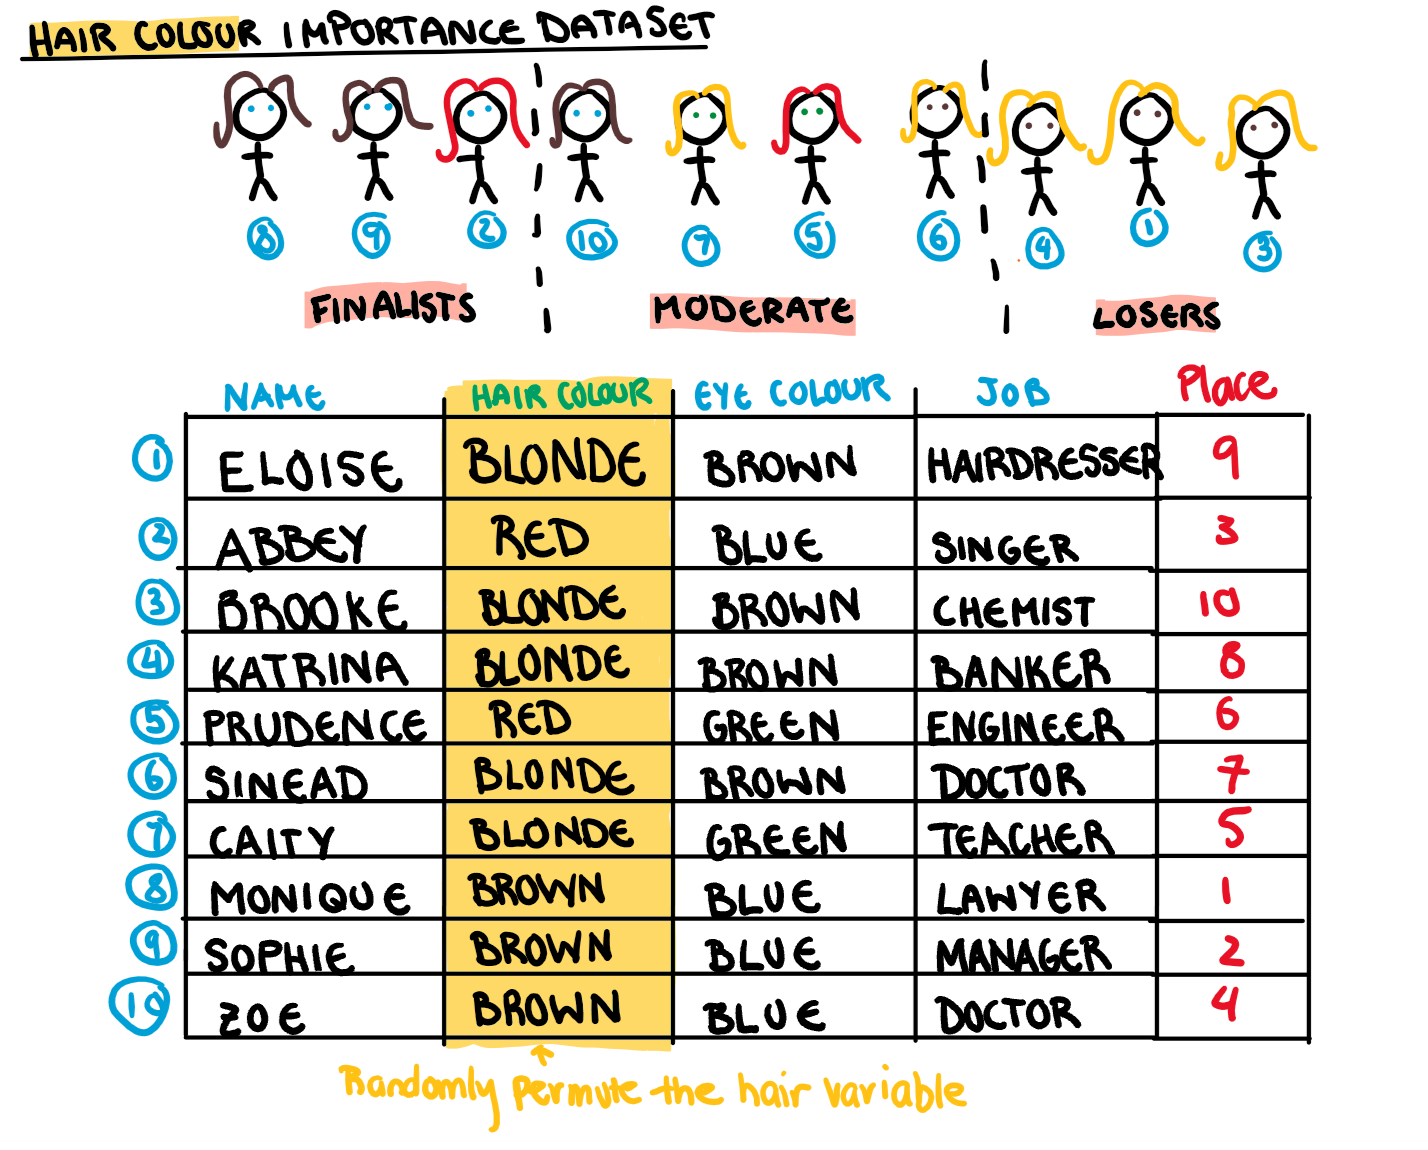 HAIR COLOUR IMPORTANCE DATASET
8 9 2 10 7 5 6 4 1 3
FINALISTS MODERATE LOSERS
NAME HAIR COLOUR EYE COLOUR JOB Place
1 ELOISE BLONDE BROWN HAIRDRESSER 9
2 ABBEY RED BLUE SINGER 3
3 BROOKE BLONDE BROWN CHEMIST 10
4 KATRINA BLONDE BROWN BANKER 8
5 PRUDENCE RED GREEN ENGINEER 6
6 SINEAD BLONDE BROWN DOCTOR 7
7 CAITY BLONDE GREEN TEACHER 5
8 MONIQUE BROWN BLUE LAWYER 1
9 SOPHIE BROWN BLUE MANAGER 2
10 ZOE BROWN BLUE DOCTOR 4
Randomly permute the hair variable